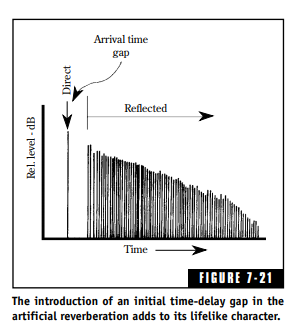 Arrival time
gap
Direct
Reflected
Rel. level - dB
Time
FIGURE 7-21
The introduction of an initial time-delay gap in the
artificial reverberation adds to its lifelike character.